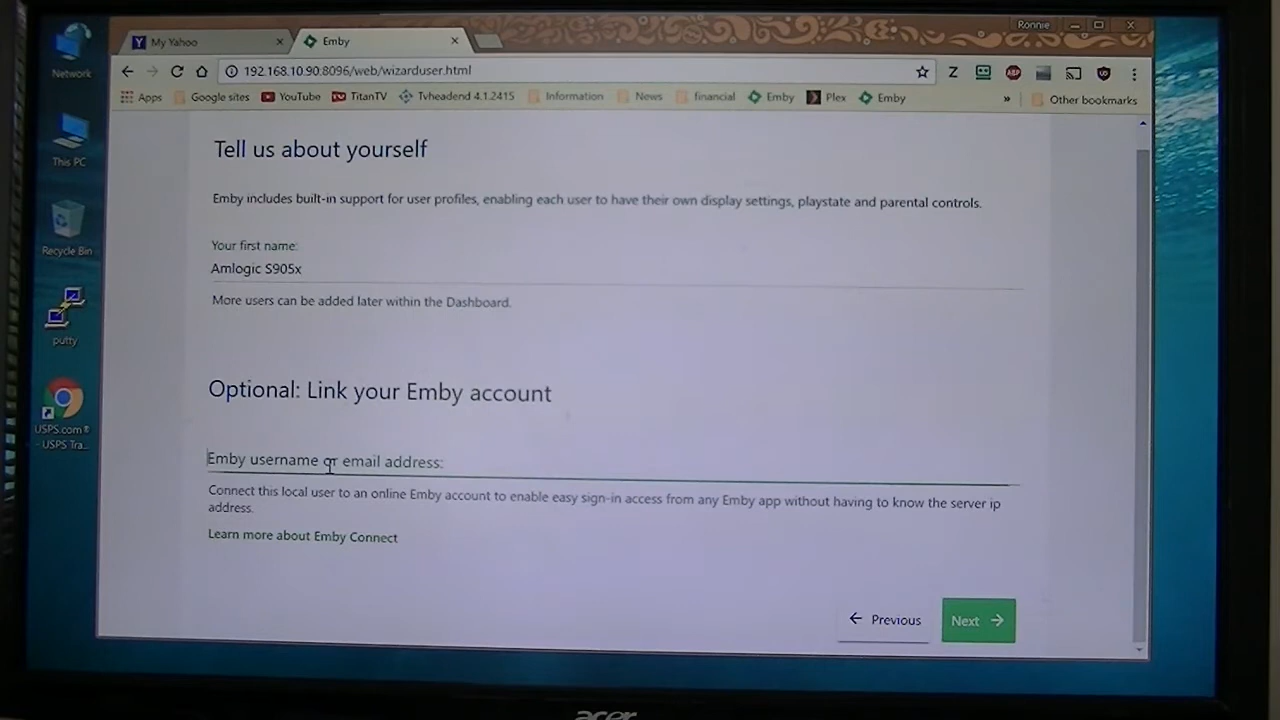 Ronnie
My Yahoo
Emby
192.168.10.90:8096/web/wizarduser.html
Z
ABP
Apps Google sites YouTube TitanTV Tvheadend 4.1.2415 Information News financial Emby Plex Emby » Other bookmarks
Network
This PC
Recycle Bin
putty
USPS.com®
- USPS Tra...
Tell us about yourself
Emby includes built-in support for user profiles, enabling each user to have their own display settings, playstate and parental controls.
Your first name:
Amlogic S905x
More users can be added later within the Dashboard.
Optional: Link your Emby account
Emby username or email address:
Connect this local user to an online Emby account to enable easy sign-in access from any Emby app without having to know the server ip
address.
Learn more about Emby Connect
Previous
Next
acer